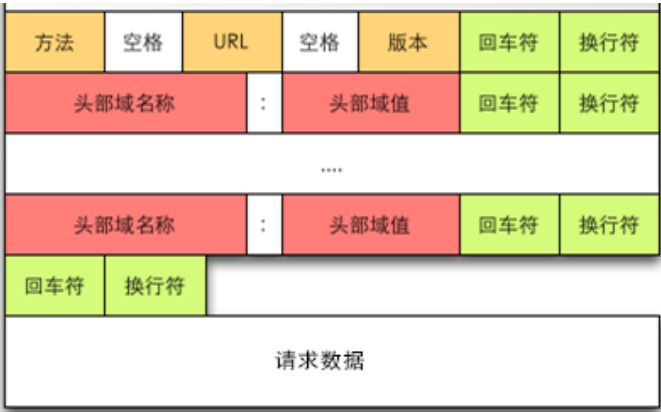 方法 空格 URL 空格 版本 回车符 换行符
头部域名称 : 头部域值 回车符 换行符
....
头部域名称 : 头部域值 回车符 换行符
回车符 换行符
请求数据